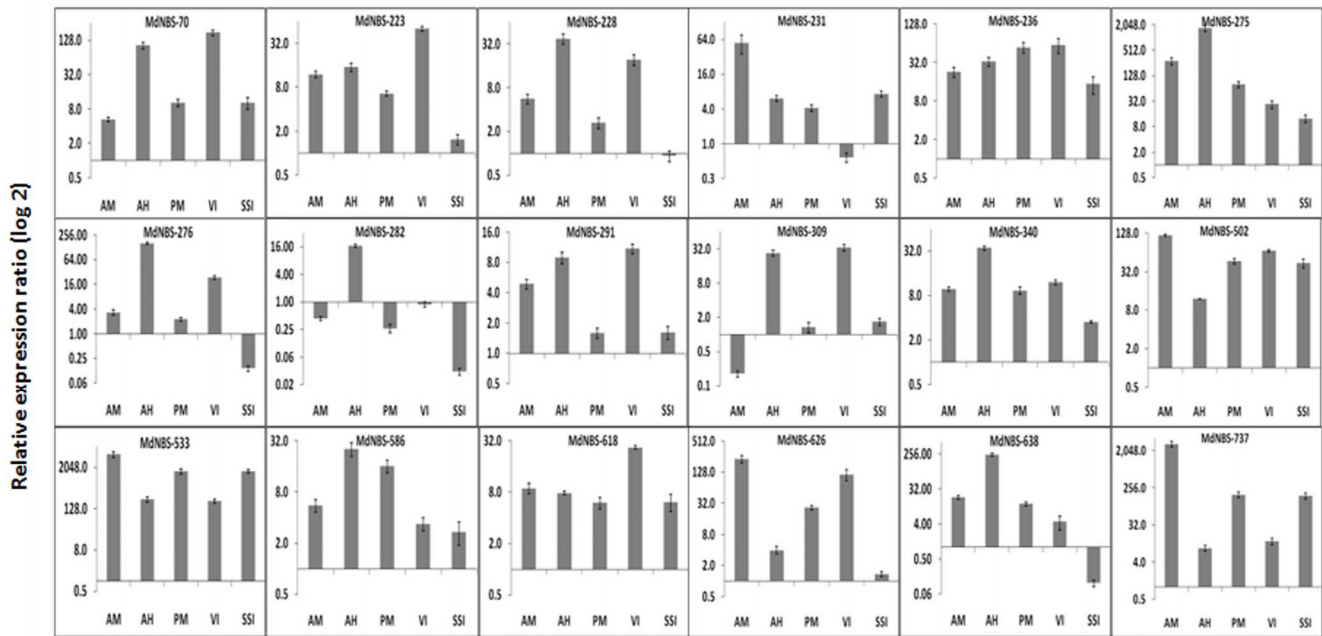 Relative expression ratio (log 2)
MdNBS-70
128.0
32.0
8.0
2.0
0.5
AM AH PM VI SSI
MdNBS-223
32.0
8.0
2.0
0.5
AM AH PM VI SSI
MdNBS-228
32.0
8.0
2.0
0.5
AM AH PM VI SSI
MdNBS-231
64.0
16.0
4.0
1.0
0.3
AM AH PM VI SSI
MdNBS-236
128.0
32.0
8.0
2.0
0.5
AM AH PM VI SSI
MdNBS-275
2,048.0
512.0
128.0
32.0
8.0
2.0
0.5
AM AH PM VI SSI
MdNBS-276
256.00
64.00
16.00
4.00
1.00
0.25
0.06
AM AH PM VI SSI
MdNBS-282
16.00
4.00
1.00
0.25
0.06
0.02
AM AH PM VI SSI
MdNBS-291
16.0
8.0
4.0
2.0
1.0
0.5
AM AH PM VI SSI
MdNBS-309
32.0
8.0
2.0
0.5
0.1
AM AH PM VI SSI
MdNBS-340
32.0
8.0
2.0
0.5
AM AH PM VI SSI
MdNBS-502
128.0
32.0
8.0
2.0
0.5
AM AH PM VI SSI
MdNBS-533
2048.0
128.0
8.0
0.5
AM AH PM VI SSI
MdNBS-586
32.0
8.0
2.0
0.5
AM AH PM VI SSI
MdNBS-618
32.0
8.0
2.0
0.5
AM AH PM VI SSI
MdNBS-626
512.0
128.0
32.0
8.0
2.0
0.5
AM AH PM VI SSI
MdNBS-638
256.00
32.00
4.00
0.50
0.06
AM AH PM VI SSI
MdNBS-737
2,048.0
256.0
32.0
4.0
0.5
AM AH PM VI SSI